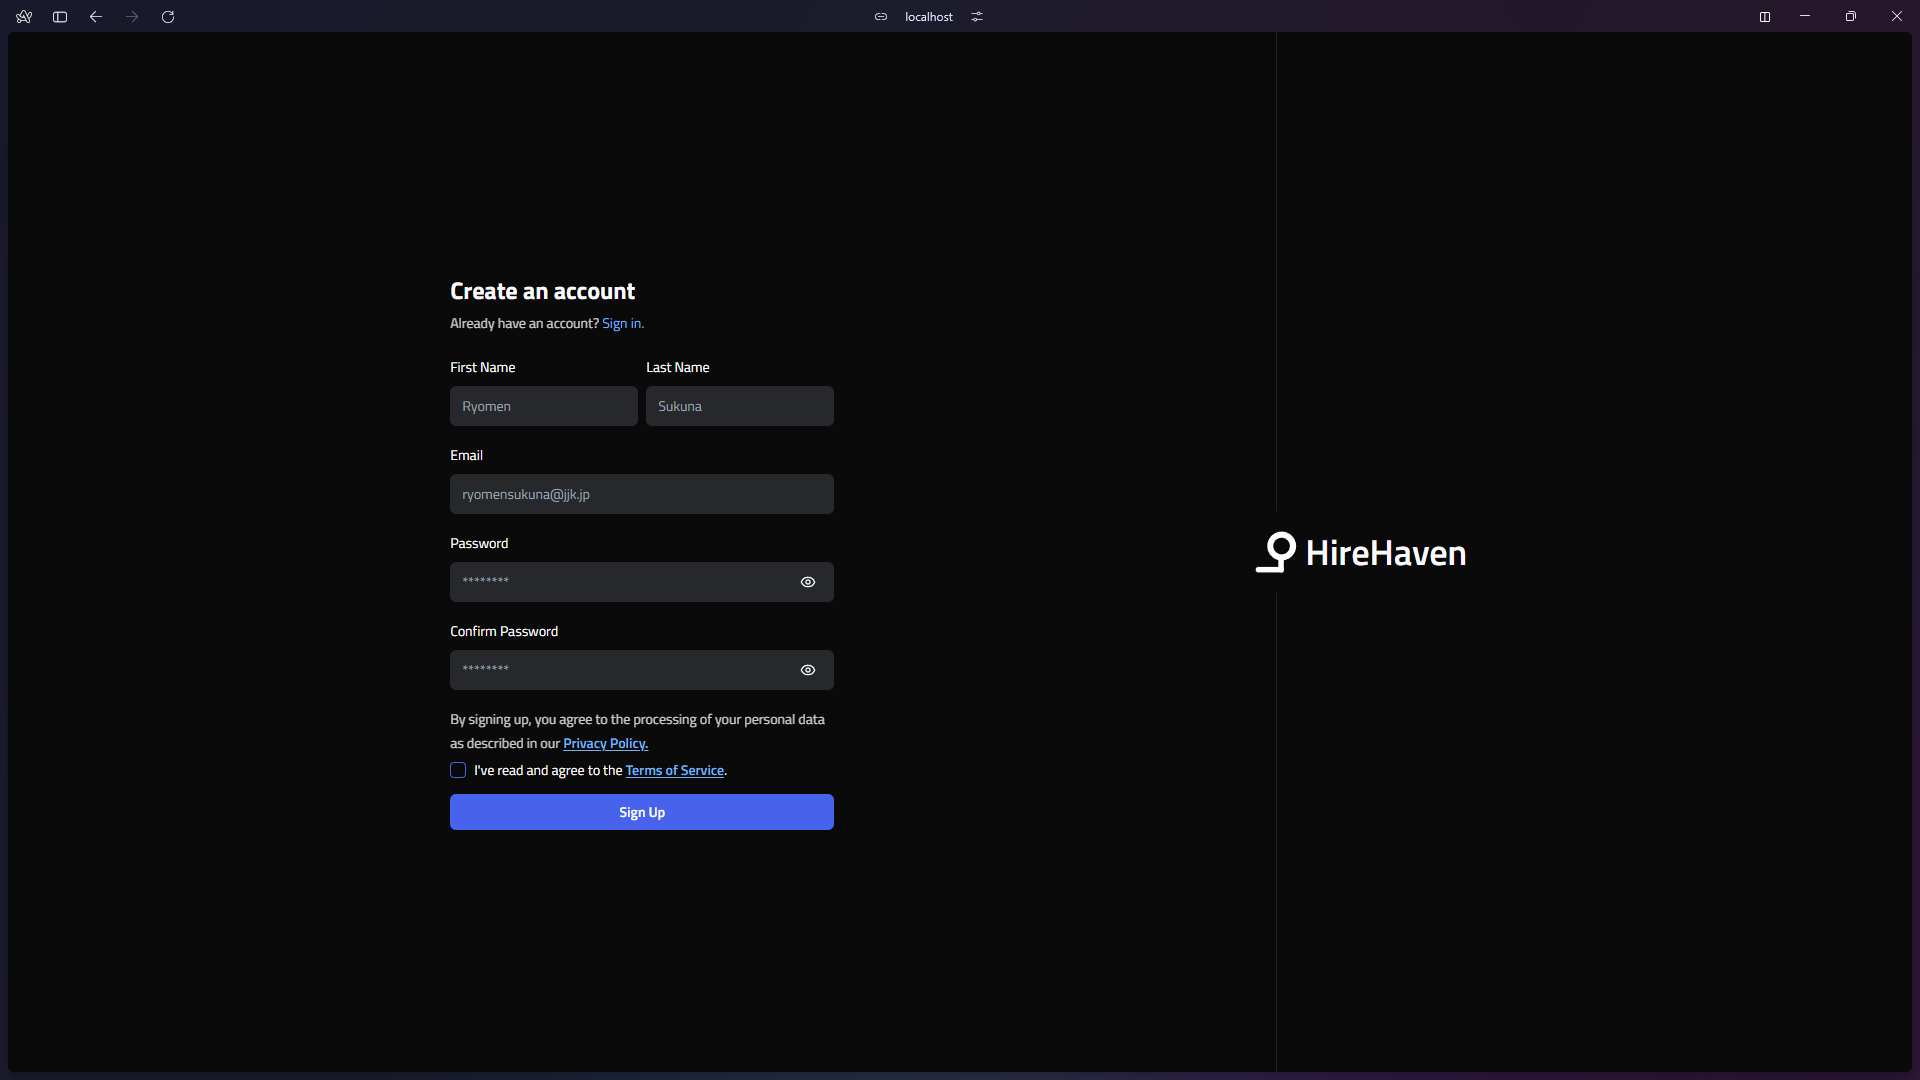 localhost
Create an account
Already have an account? Sign in.
First Name
Last Name
Ryomen
Sukuna
Email
ryomensukuna@jjk.jp
Password
********
Confirm Password
********
By signing up, you agree to the processing of your personal data
as described in our Privacy Policy.
I've read and agree to the Terms of Service.
Sign Up
HireHaven